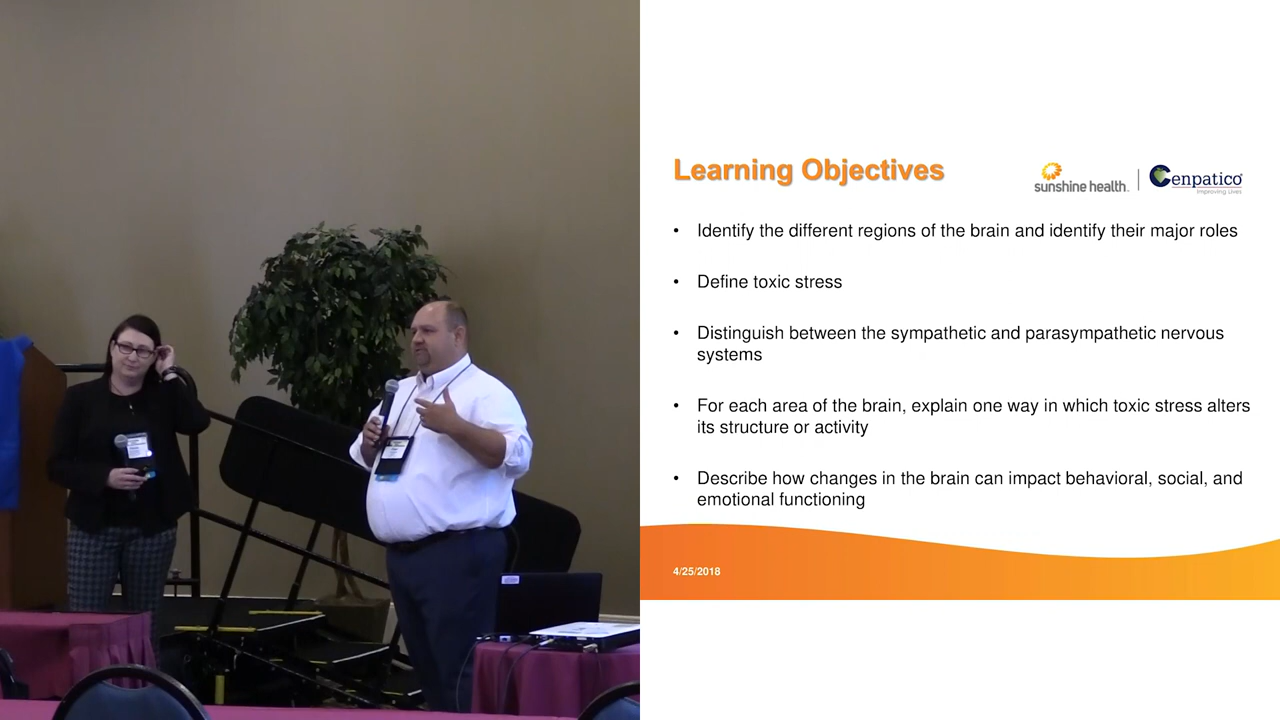 Learning Objectives
sunshine health.
Cenpatico
Improving Lives
• Identify the different regions of the brain and identify their major roles
• Define toxic stress
• Distinguish between the sympathetic and parasympathetic nervous
systems
• For each area of the brain, explain one way in which toxic stress alters
its structure or activity
• Describe how changes in the brain can impact behavioral, social, and
emotional functioning
4/25/2018